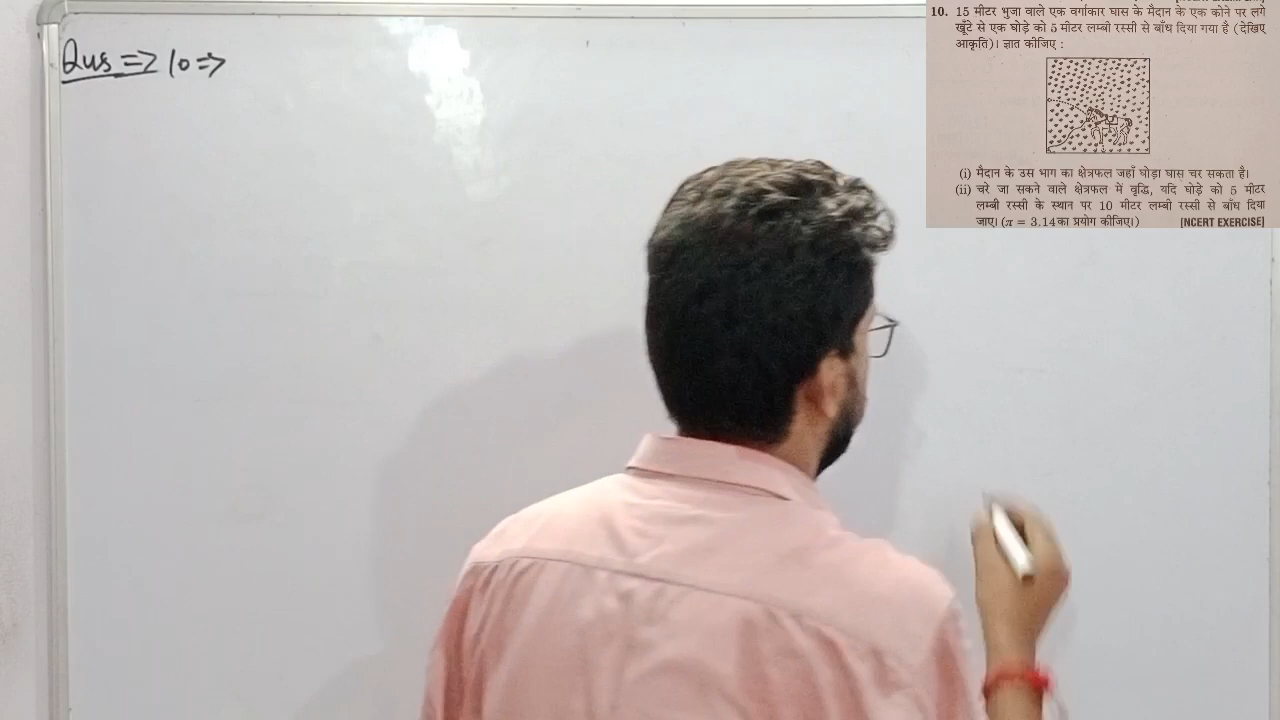 Qus => 10 =>
10. 15 मीटर भुजा वाले एक वर्गाकार घास के मैदान के एक कोने पर लगे
खूँटे से एक घोड़े को 5 मीटर लम्बी रस्सी से बाँध दिया गया है (देखिए
आकृति)। ज्ञात कीजिए :
(i) मैदान के उस भाग का क्षेत्रफल जहाँ घोड़ा घास चर सकता है।
(ii) चरे जा सकने वाले क्षेत्रफल में वृद्धि, यदि घोड़े को 5 मीटर
लम्बी रस्सी के स्थान पर 10 मीटर लम्बी रस्सी से बाँध दिया
जाए। (π = 3.14 का प्रयोग कीजिए।) [NCERT EXERCISE]